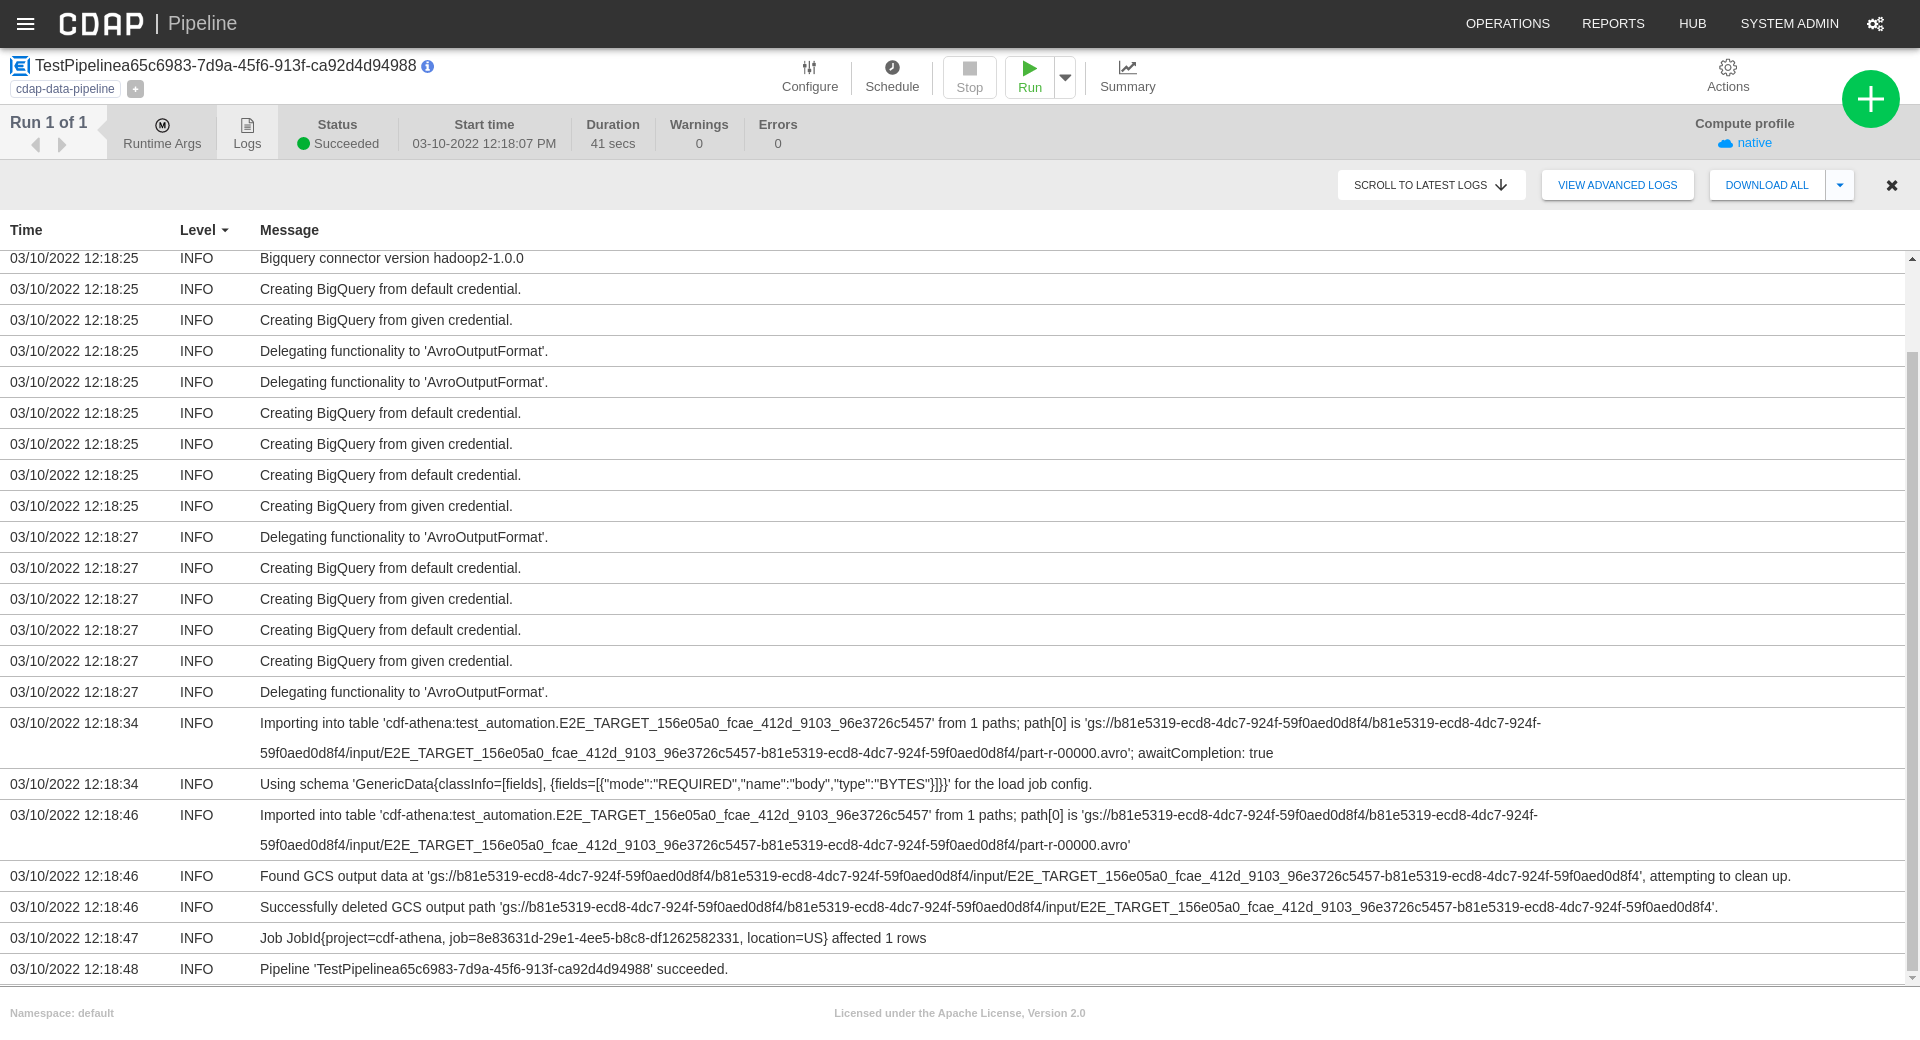 CDAP | Pipeline
OPERATIONS REPORTS HUB SYSTEM ADMIN
TestPipelinea65c6983-7d9a-45f6-913f-ca92d4d94988
cdap-data-pipeline +
Configure Schedule Stop Run Summary Actions
Run 1 of 1
Runtime Args
Logs
Status
Succeeded
Start time
03-10-2022 12:18:07 PM
Duration
41 secs
Warnings
0
Errors
0
Compute profile
native
SCROLL TO LATEST LOGS VIEW ADVANCED LOGS DOWNLOAD ALL
Time Level Message
03/10/2022 12:18:25 INFO Bigquery connector version hadoop2-1.0.0
03/10/2022 12:18:25 INFO Creating BigQuery from default credential.
03/10/2022 12:18:25 INFO Creating BigQuery from given credential.
03/10/2022 12:18:25 INFO Delegating functionality to 'AvroOutputFormat'.
03/10/2022 12:18:25 INFO Delegating functionality to 'AvroOutputFormat'.
03/10/2022 12:18:25 INFO Creating BigQuery from default credential.
03/10/2022 12:18:25 INFO Creating BigQuery from given credential.
03/10/2022 12:18:25 INFO Creating BigQuery from default credential.
03/10/2022 12:18:25 INFO Creating BigQuery from given credential.
03/10/2022 12:18:27 INFO Delegating functionality to 'AvroOutputFormat'.
03/10/2022 12:18:27 INFO Creating BigQuery from default credential.
03/10/2022 12:18:27 INFO Creating BigQuery from given credential.
03/10/2022 12:18:27 INFO Creating BigQuery from default credential.
03/10/2022 12:18:27 INFO Creating BigQuery from given credential.
03/10/2022 12:18:27 INFO Delegating functionality to 'AvroOutputFormat'.
03/10/2022 12:18:34 INFO Importing into table 'cdf-athena:test_automation.E2E_TARGET_156e05a0_fcae_412d_9103_96e3726c5457' from 1 paths; path[0] is 'gs://b81e5319-ecd8-4dc7-924f-59f0aed0d8f4/b81e5319-ecd8-4dc7-924f-
59f0aed0d8f4/input/E2E_TARGET_156e05a0_fcae_412d_9103_96e3726c5457-b81e5319-ecd8-4dc7-924f-59f0aed0d8f4/part-r-00000.avro'; awaitCompletion: true
03/10/2022 12:18:34 INFO Using schema 'GenericData{classInfo=[fields], {fields=[{"mode":"REQUIRED","name":"body","type":"BYTES"}]}}' for the load job config.
03/10/2022 12:18:46 INFO Imported into table 'cdf-athena:test_automation.E2E_TARGET_156e05a0_fcae_412d_9103_96e3726c5457' from 1 paths; path[0] is 'gs://b81e5319-ecd8-4dc7-924f-59f0aed0d8f4/b81e5319-ecd8-4dc7-924f-
59f0aed0d8f4/input/E2E_TARGET_156e05a0_fcae_412d_9103_96e3726c5457-b81e5319-ecd8-4dc7-924f-59f0aed0d8f4/part-r-00000.avro'
03/10/2022 12:18:46 INFO Found GCS output data at 'gs://b81e5319-ecd8-4dc7-924f-59f0aed0d8f4/b81e5319-ecd8-4dc7-924f-59f0aed0d8f4/input/E2E_TARGET_156e05a0_fcae_412d_9103_96e3726c5457-b81e5319-ecd8-4dc7-924f-59f0aed0d8f4', attempting to clean up.
03/10/2022 12:18:46 INFO Successfully deleted GCS output path 'gs://b81e5319-ecd8-4dc7-924f-59f0aed0d8f4/b81e5319-ecd8-4dc7-924f-59f0aed0d8f4/input/E2E_TARGET_156e05a0_fcae_412d_9103_96e3726c5457-b81e5319-ecd8-4dc7-924f-59f0aed0d8f4'.
03/10/2022 12:18:47 INFO Job JobId{project=cdf-athena, job=8e83631d-29e1-4ee5-b8c8-df1262582331, location=US} affected 1 rows
03/10/2022 12:18:48 INFO Pipeline 'TestPipelinea65c6983-7d9a-45f6-913f-ca92d4d94988' succeeded.
Namespace: default Licensed under the Apache License, Version 2.0